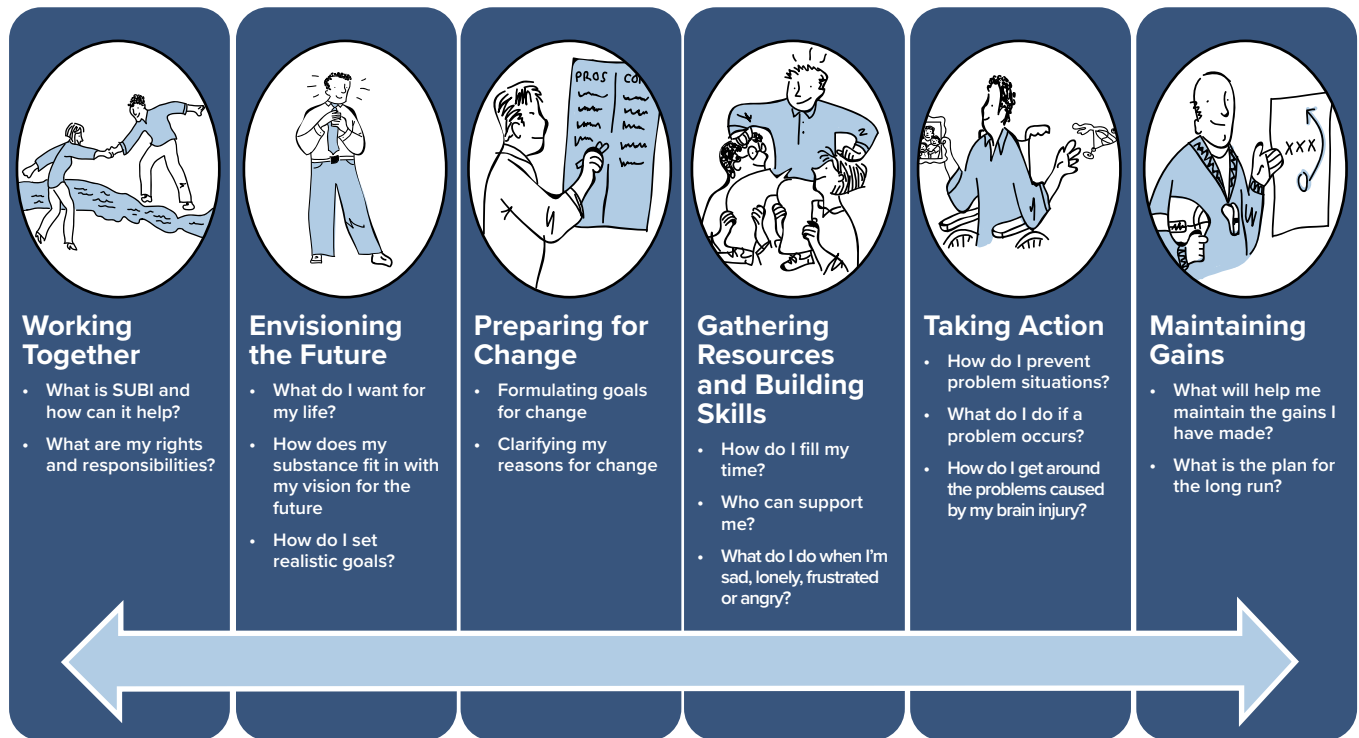 PROS CO
XXX
O
Working
Together
• What is SUBI and
how can it help?
• What are my rights
and responsibilities?
Envisioning
the Future
• What do I want for
my life?
• How does my
substance fit in with
my vision for the
future
• How do I set
realistic goals?
Preparing for
Change
• Formulating goals
for change
• Clarifying my
reasons for change
Gathering
Resources
and Building
Skills
• How do I fill my
time?
• Who can support
me?
• What do I do when I'm
sad, lonely, frustrated
or angry?
Taking Action
• How do I prevent
problem situations?
• What do I do if a
problem occurs?
• How do I get around
the problems caused
by my brain injury?
Maintaining
Gains
• What will help me
maintain the gains I
have made?
• What is the plan for
the long run?